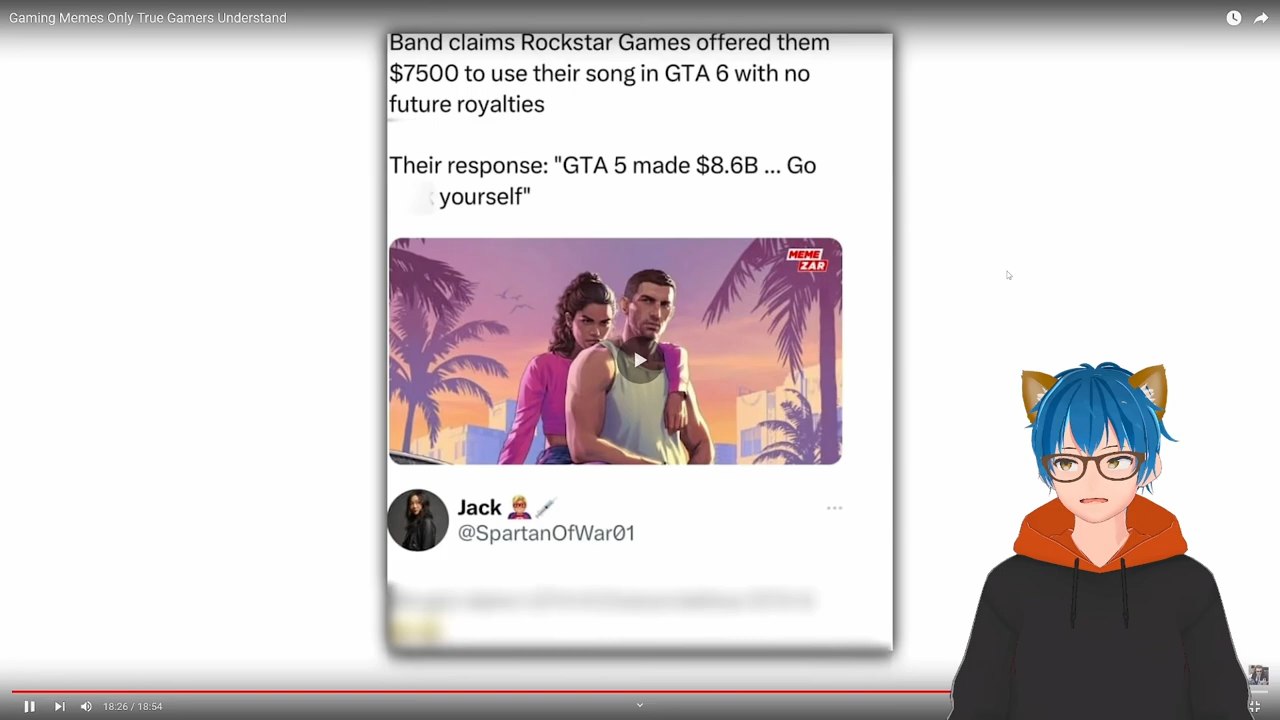 Gaming Memes Only True Gamers Understand
Band claims Rockstar Games offered them
$7500 to use their song in GTA 6 with no
future royalties
Their response: "GTA 5 made $8.6B ... Go
yourself"
MEME
ZAR
Jack
@SpartanOfWar01
18:26 / 18:54